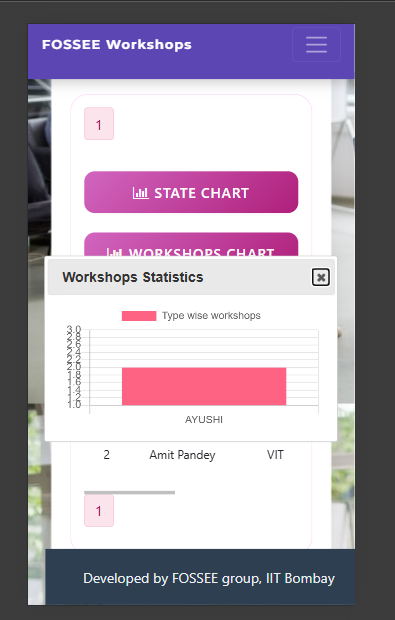 FOSSEE Workshops
1
STATE CHART
WORKSHOPS CHART
Workshops Statistics
Type wise workshops
3.0
2.8
2.6
2.4
2.2
2.0
1.8
1.6
1.4
1.2
1.0
AYUSHI
2 Amit Pandey VIT
1
Developed by FOSSEE group, IIT Bombay